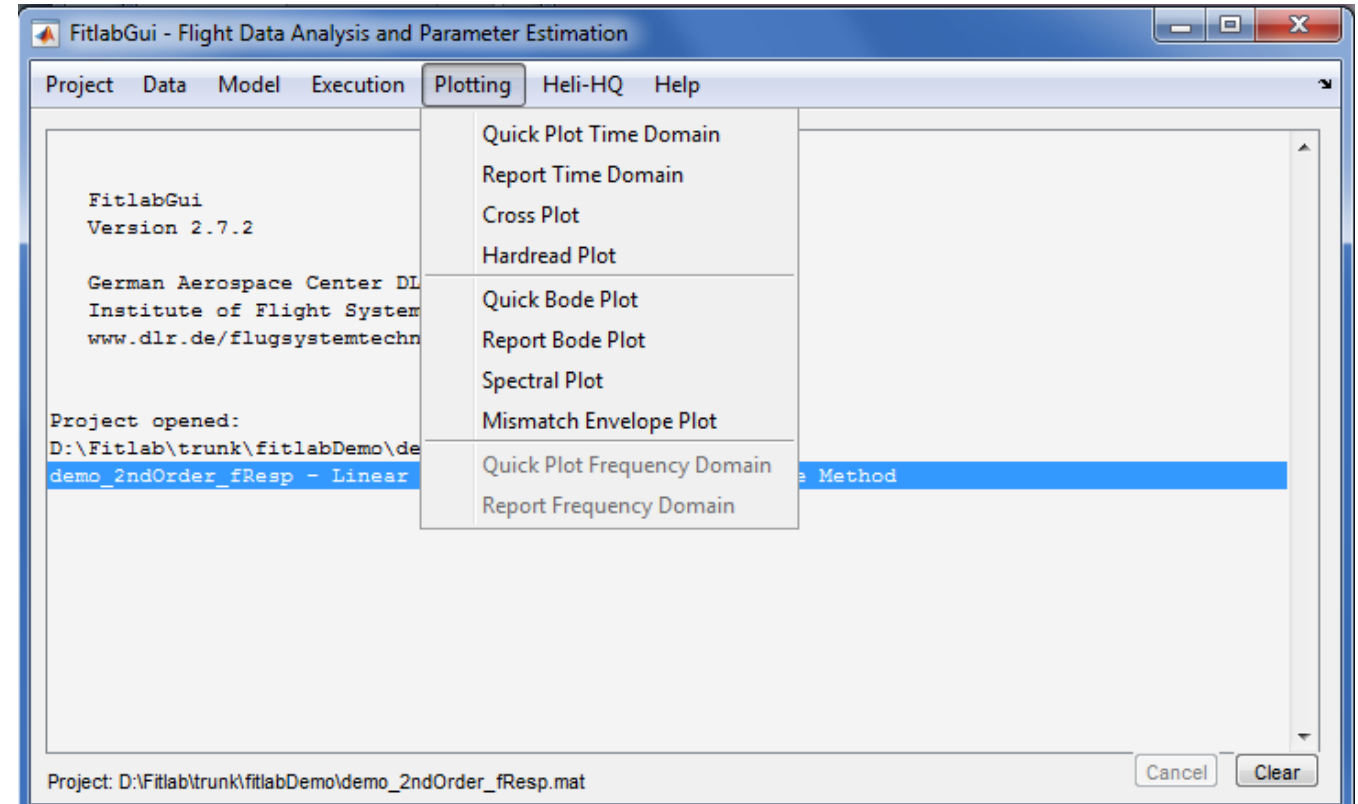 FitlabGui - Flight Data Analysis and Parameter Estimation
Project Data Model Execution Plotting Heli-HQ Help
Quick Plot Time Domain
Report Time Domain
Cross Plot
Hardread Plot
Quick Bode Plot
Report Bode Plot
Spectral Plot
Mismatch Envelope Plot
Quick Plot Frequency Domain
Report Frequency Domain
FitlabGui
Version 2.7.2
German Aerospace Center DL
Institute of Flight System
www.dlr.de/flugsystemtechn
Project opened:
D:\Fitlab\trunk\fitlabDemo\de
demo_2ndOrder_fResp - Linear e Method
Project: D:\Fitlab\trunk\fitlabDemo\demo_2ndOrder_fResp.mat
Cancel Clear